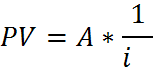 PV = A * 1/i